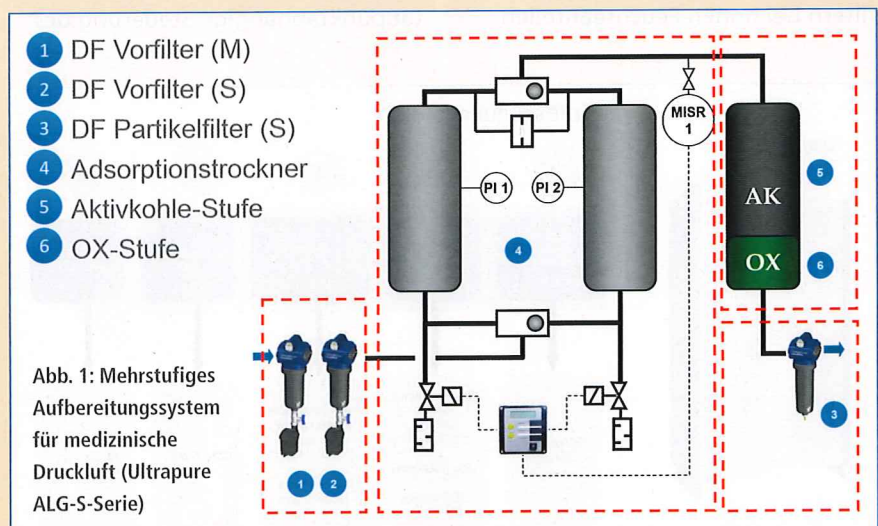 1 DF Vorfilter (M)
2 DF Vorfilter (S)
3 DF Partikelfilter (S)
4 Adsorptionstrockner
5 Aktivkohle-Stufe
6 OX-Stufe
Abb. 1: Mehrstufiges
Aufbereitungssystem
für medizinische
Druckluft (Ultrapure
ALG-S-Serie)
1 2
PI 1
PI 2
4
MISR
1
AK
5
OX
6
3